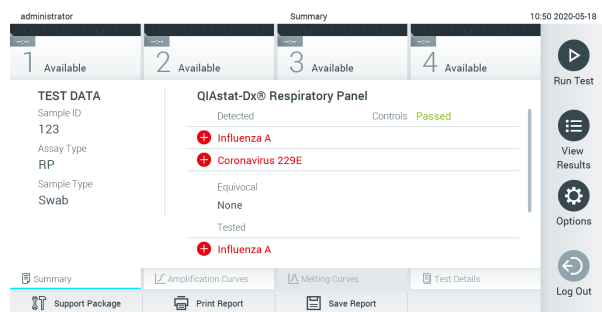 administrator Summary 10:50 2020-05-18
--:-- --:-- --:-- --:--
1 Available 2 Available 3 Available 4 Available
Run Test
TEST DATA
Sample ID
123
Assay Type
RP
Sample Type
Swab
QIAstat-Dx® Respiratory Panel
Detected Controls Passed
Influenza A
Coronavirus 229E
Equivocal
None
Tested
Influenza A
View
Results
Options
Log Out
Summary Amplification Curves Melting Curves Test Details
Support Package Print Report Save Report